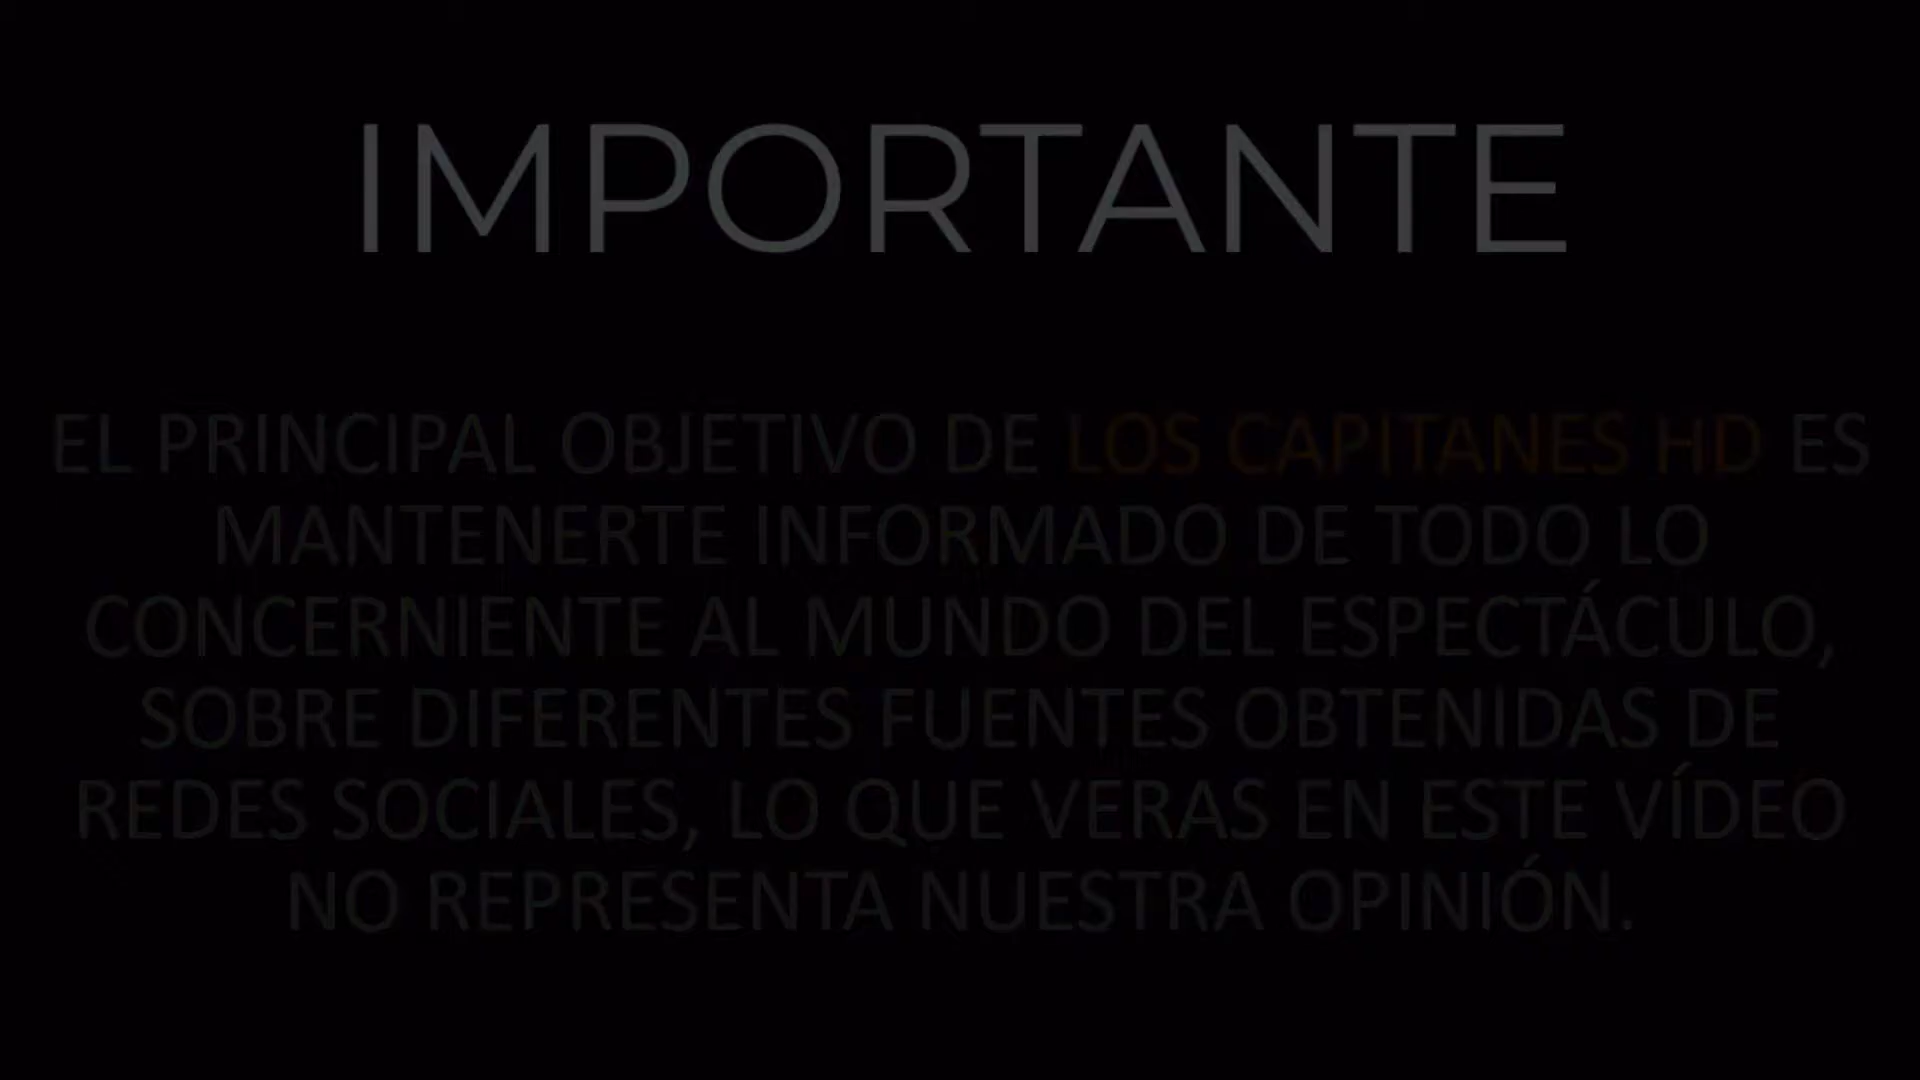 IMPORTANTE
EL PRINCIPAL OBJETIVO DE LOS CAPITANES HD ES
MANTENERTE INFORMADO DE TODO LO
CONCERNIENTE AL MUNDO DEL ESPECTÁCULO,
SOBRE DIFERENTES FUENTES OBTENIDAS DE
REDES SOCIALES, LO QUE VERAS EN ESTE VÍDEO
NO REPRESENTA NUESTRA OPINIÓN.